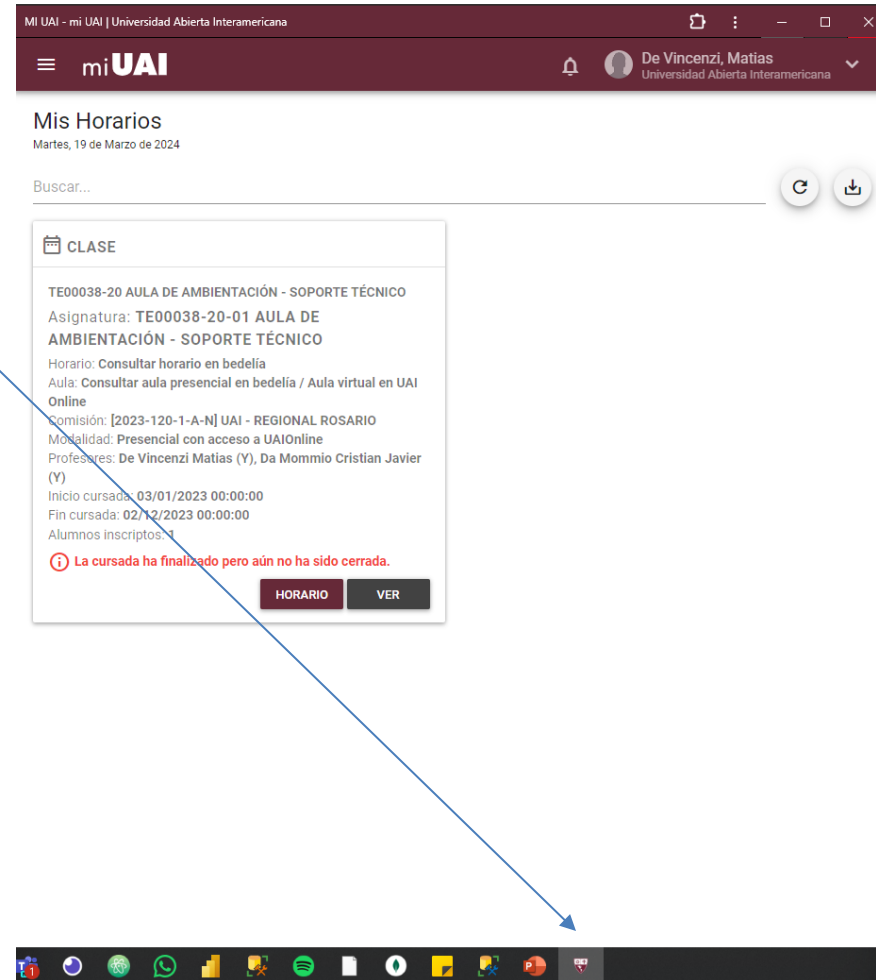 MI UAI - mi UAI | Universidad Abierta Interamericana
miUAI
De Vincenzi, Matias
Universidad Abierta Interamericana
Mis Horarios
Martes, 19 de Marzo de 2024
Buscar...
CLASE
TE00038-20 AULA DE AMBIENTACIÓN - SOPORTE TÉCNICO
Asignatura: TE00038-20-01 AULA DE
AMBIENTACIÓN - SOPORTE TÉCNICO
Horario: Consultar horario en bedelía
Aula: Consultar aula presencial en bedelía / Aula virtual en UAI
Online
Comisión: [2023-120-1-A-N] UAI - REGIONAL ROSARIO
Modalidad: Presencial con acceso a UAIOnline
Profesores: De Vincenzi Matias (Y), Da Mommio Cristian Javier
(Y)
Inicio cursada: 03/01/2023 00:00:00
Fin cursada: 02/12/2023 00:00:00
Alumnos inscriptos: 1
La cursada ha finalizado pero aún no ha sido cerrada.
HORARIO VER